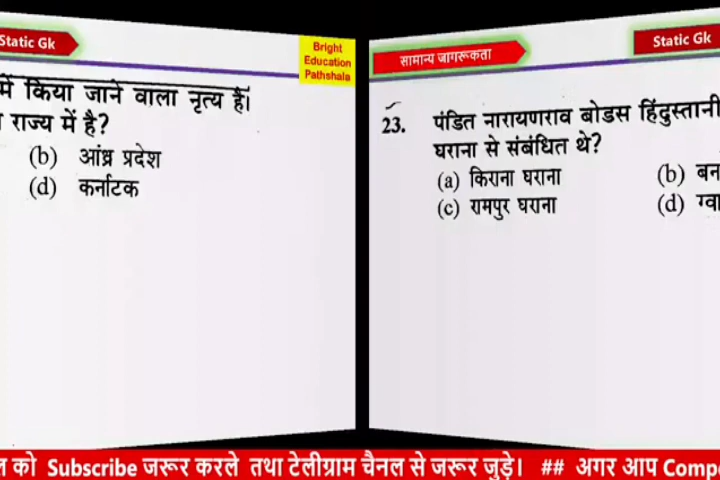 Static Gk
Bright
Education
Pathshala
में किया जाने वाला नृत्य है।
राज्य में है?
(b) आंध्र प्रदेश
(d) कर्नाटक
सामान्य जागरूकता
Static Gk
23. पंडित नारायणराव बोडस हिंदुस्तानी
घराना से संबंधित थे?
(a) किराना घराना
(b) बन
(c) रामपुर घराना
(d) ग्वा
को Subscribe जरूर करले तथा टेलीग्राम चैनल से जरूर जुड़े। ## अगर आप Compe